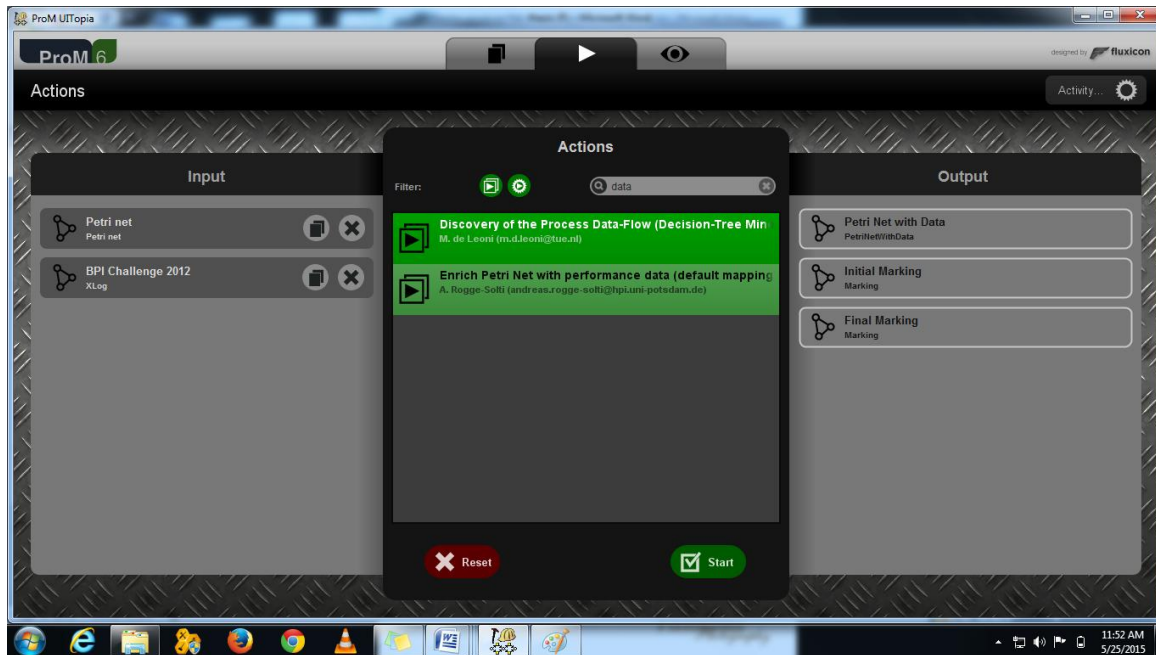 ProM UITopia
ProM 6
designed by fluxicon
Actions
Activity...
Input
Petri net
Petri net
BPI Challenge 2012
XLog
Actions
Filter:
data
Discovery of the Process Data-Flow (Decision-Tree Min
M. de Leoni (m.d.leoni@tue.nl)
Enrich Petri Net with performance data (default mapping
A. Rogge-Solti (andreas.rogge-solti@hpi.uni-potsdam.de)
Reset
Start
Output
Petri Net with Data
PetriNetWithData
Initial Marking
Marking
Final Marking
Marking
11:52 AM
5/25/2015